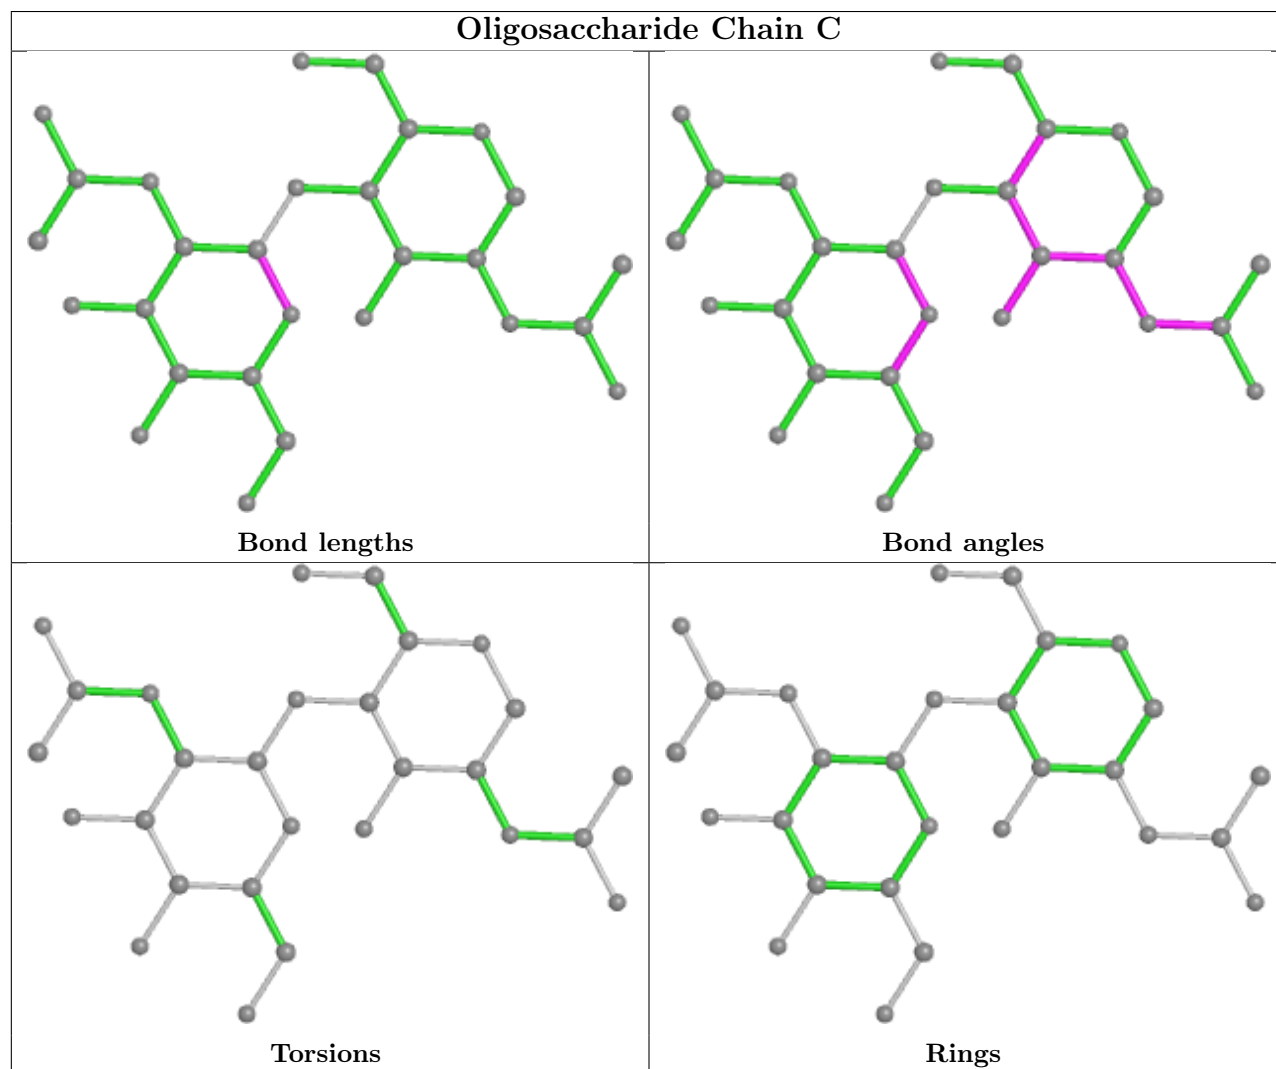 Oligosaccharide Chain C
Bond lengths
Bond angles
Torsions
Rings